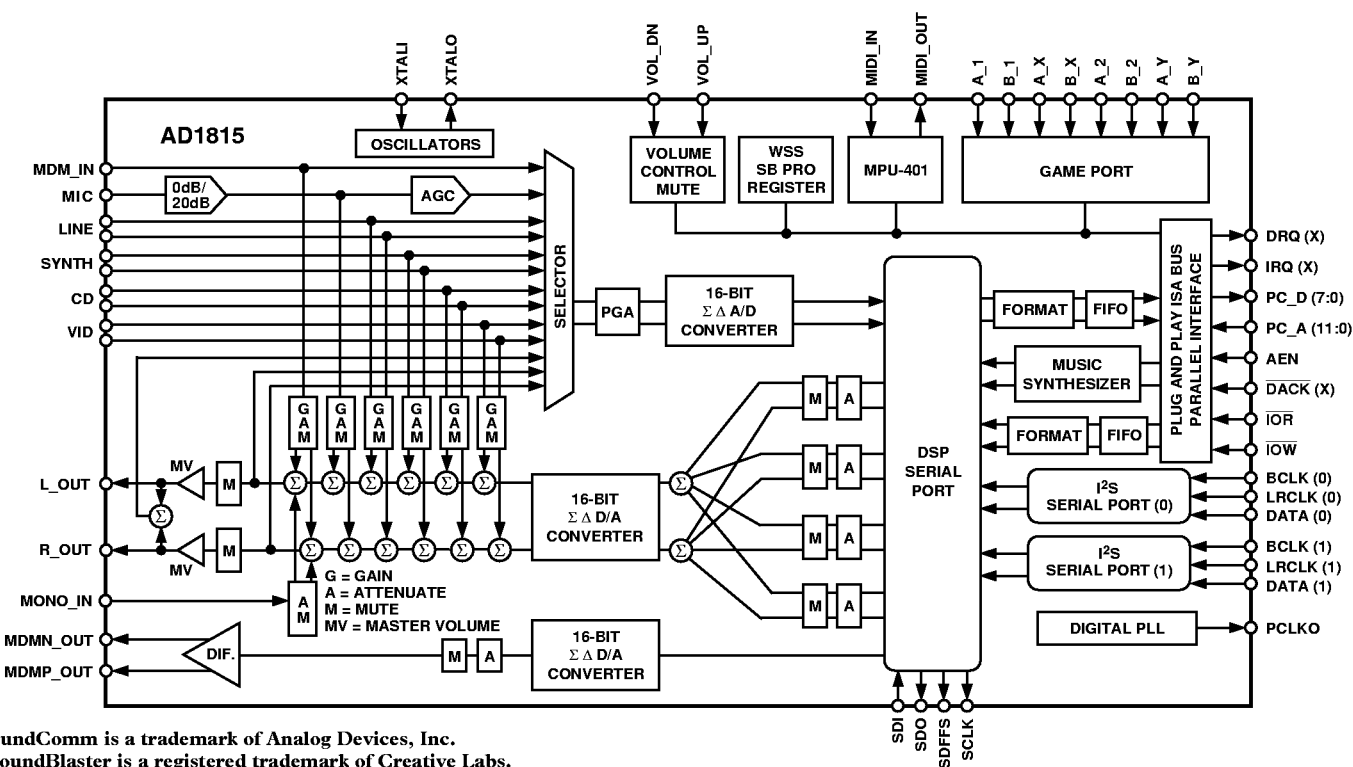 XTALI
XTALO
VOL_DN
VOL_UP
MIDI_IN
MIDI_OUT
A_1
B_1
A_X
B_X
A_2
B_2
A_Y
B_Y
AD1815
OSCILLATORS
VOLUME
CONTROL
MUTE
WSS
SB PRO
REGISTER
MPU-401
GAME PORT
MDM_IN
MIC
LINE
SYNTH
CD
VID
0dB/
20dB
AGC
SELECTOR
PGA
16-BIT
Σ Δ A/D
CONVERTER
DSP
SERIAL
PORT
FORMAT
FIFO
MUSIC
SYNTHESIZER
FORMAT
FIFO
PLUG AND PLAY ISA BUS
PARALLEL INTERFACE
DRQ (X)
IRQ (X)
PC_D (7:0)
PC_A (11:0)
AEN
DACK (X)
IOR
IOW
BCLK (0)
LRCLK (0)
DATA (0)
BCLK (1)
LRCLK (1)
DATA (1)
PCLKO
I²S
SERIAL PORT (0)
I²S
SERIAL PORT (1)
DIGITAL PLL
G
A
M
G
A
M
G
A
M
G
A
M
G
A
M
G
A
M
M A
M A
M A
M A
L_OUT
MV
M
Σ Σ Σ Σ Σ Σ
Σ
Σ
16-BIT
Σ Δ D/A
CONVERTER
R_OUT
MV
M
Σ Σ Σ Σ Σ Σ
Σ
MONO_IN
A
M
G = GAIN
A = ATTENUATE
M = MUTE
MV = MASTER VOLUME
MDMN_OUT
MDMP_OUT
DIF.
M A
16-BIT
Σ Δ D/A
CONVERTER
SDI
SDO
SDFFS
SCLK
undComm is a trademark of Analog Devices, Inc.
oundBlaster is a registered trademark of Creative Labs.